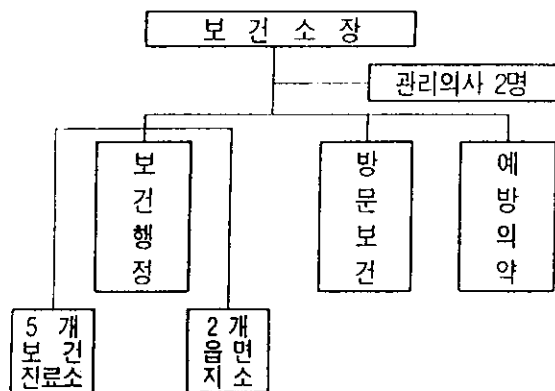 보건소장
관리의사 2명
보건행정
방문보건
예방의약
5 개
보 건
진료소
2 개
읍 면
지 소